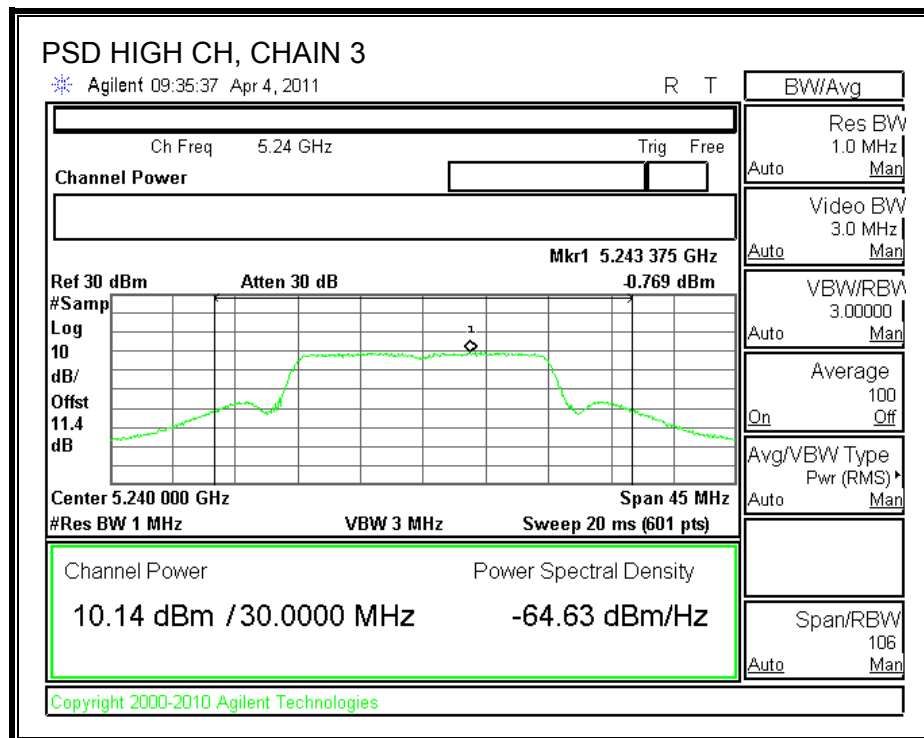 PSD HIGH CH, CHAIN 3
Agilent 09:35:37 Apr 4, 2011 R T
Ch Freq 5.24 GHz Trig Free
Channel Power
Mkr1 5.243 375 GHz
Ref 30 dBm Atten 30 dB -0.769 dBm
#Samp
Log
10
dB/
Offst
11.4
dB
1
Center 5.240 000 GHz Span 45 MHz
#Res BW 1 MHz VBW 3 MHz Sweep 20 ms (601 pts)
Channel Power Power Spectral Density
10.14 dBm / 30.0000 MHz -64.63 dBm/Hz
Copyright 2000-2010 Agilent Technologies
BW/Avg
Res BW
1.0 MHz
Auto Man
Video BW
3.0 MHz
Auto Man
VBW/RBW
3.00000
Auto Man
Average
100
On Off
Avg/VBW Type
Pwr (RMS)
Auto Man
Span/RBW
106
Auto Man